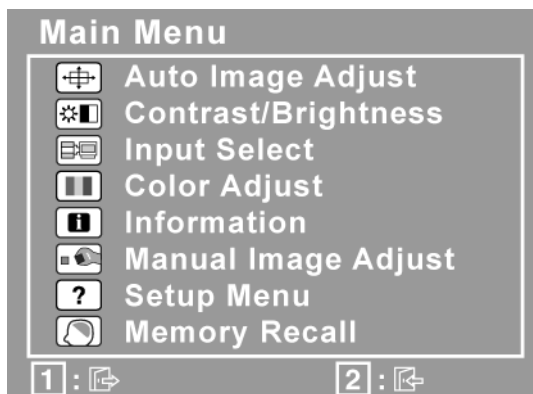 Main Menu
Auto Image Adjust
Contrast/Brightness
Input Select
Color Adjust
Information
Manual Image Adjust
? Setup Menu
Memory Recall
1 : 2 :